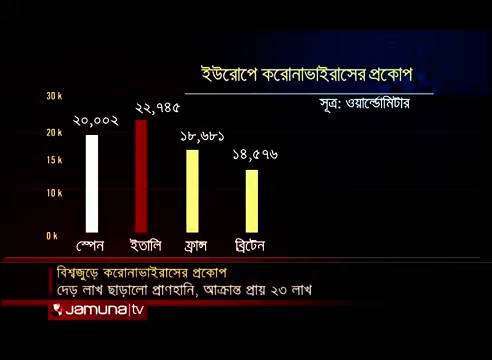 ইউরোপে করোনাভাইরাসের প্রকোপ
সূত্র: ওয়ার্ল্ডোমিটার
30 k
20 k
15 k
10 k
0 k
২০,০০২
২২,৭৪৫
১৮,৬৮১
১৪,৫৭৬
স্পেন
ইতালি
ফ্রান্স
ব্রিটেন
বিশ্বজুড়ে করোনাভাইরাসের প্রকোপ
দেড় লাখ ছাড়ালো প্রাণহানি, আক্রান্ত প্রায় ২৩ লাখ
Jamuna|tv